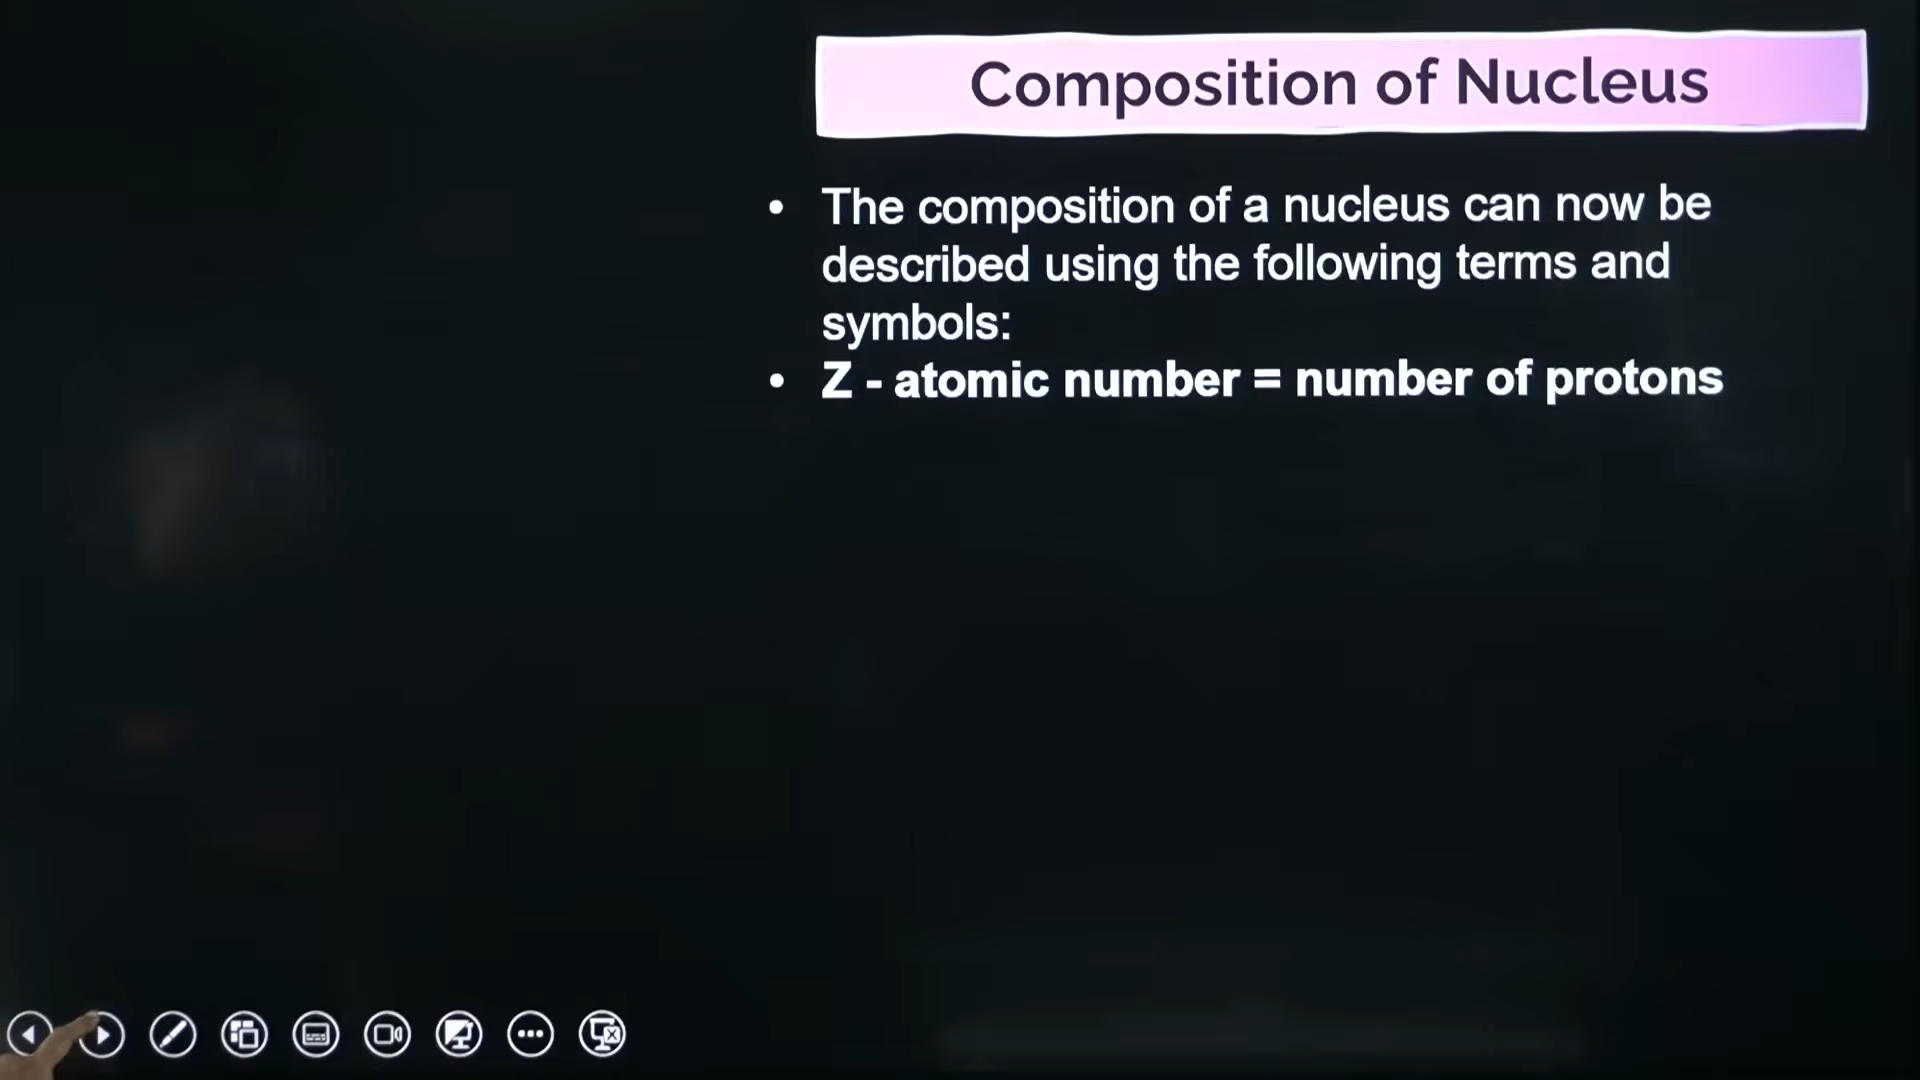 Composition of Nucleus
• The composition of a nucleus can now be
described using the following terms and
symbols:
• Z - atomic number = number of protons